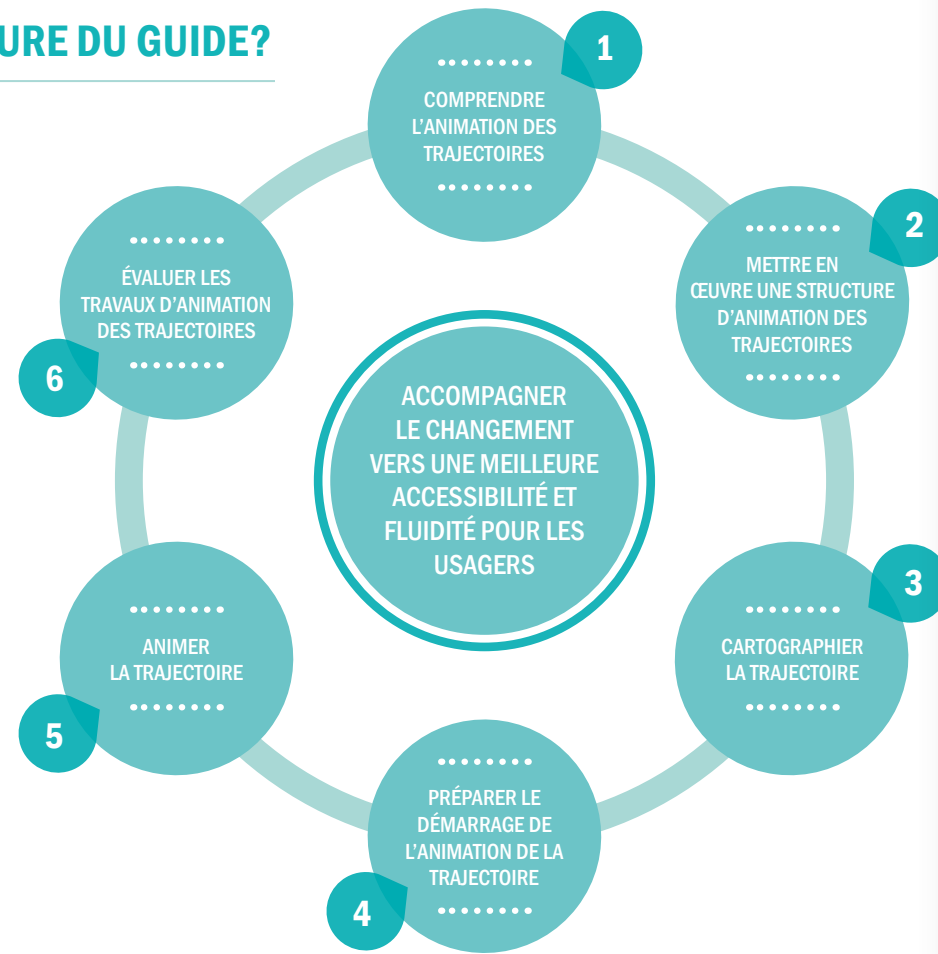 URE DU GUIDE?
1
COMPRENDRE
L'ANIMATION DES
TRAJECTOIRES
2
METTRE EN
ŒUVRE UNE STRUCTURE
D'ANIMATION DES
TRAJECTOIRES
3
CARTOGRAPHIER
LA TRAJECTOIRE
4
PRÉPARER LE
DÉMARRAGE DE
L'ANIMATION DE LA
TRAJECTOIRE
5
ANIMER
LA TRAJECTOIRE
6
ÉVALUER LES
TRAVAUX D'ANIMATION
DES TRAJECTOIRES
ACCOMPAGNER
LE CHANGEMENT
VERS UNE MEILLEURE
ACCESSIBILITÉ ET
FLUIDITÉ POUR LES
USAGERS